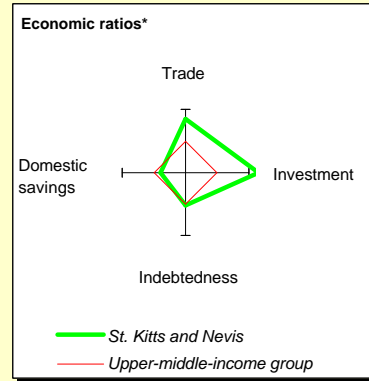 Economic ratios*
Trade
Domestic
savings
Investment
Indebtedness
St. Kitts and Nevis
Upper-middle-income group